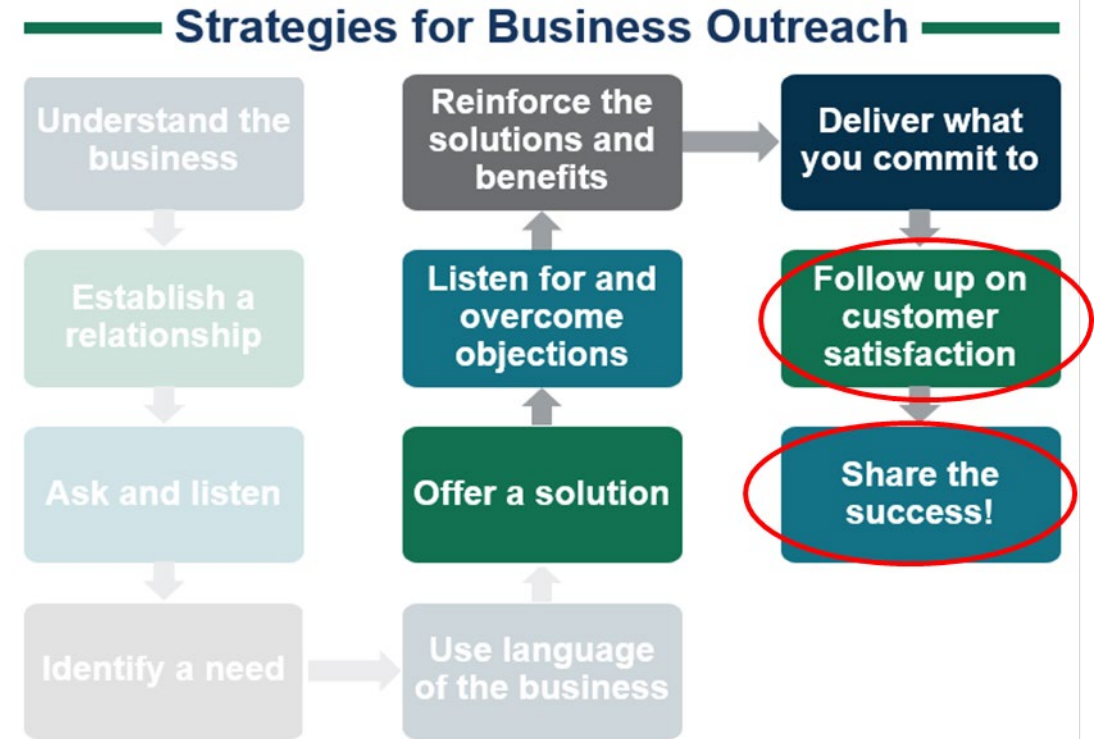 Strategies for Business Outreach
Understand the
business
Establish a
relationship
Ask and listen
Identify a need
Use language
of the business
Offer a solution
Listen for and
overcome
objections
Reinforce the
solutions and
benefits
Deliver what
you commit to
Follow up on
customer
satisfaction
Share the
success!